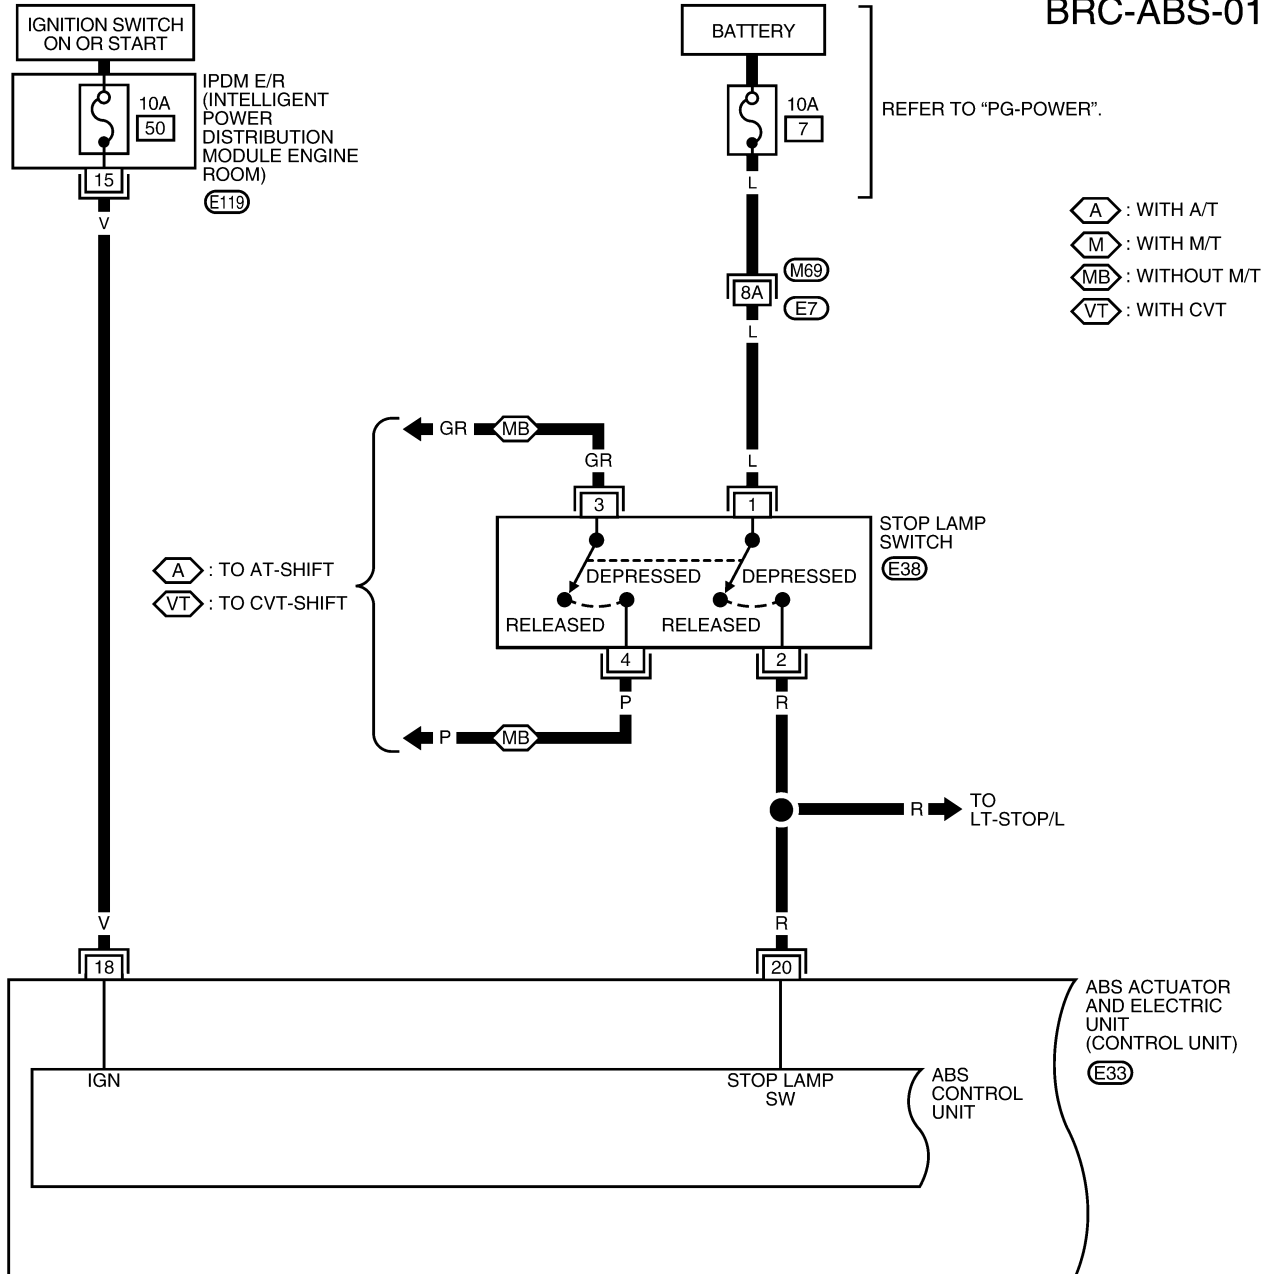 BRC-ABS-01
IGNITION SWITCH
ON OR START
BATTERY
IPDM E/R
(INTELLIGENT
POWER
DISTRIBUTION
MODULE ENGINE
ROOM)
E119
10A
50
15
V
10A
7
REFER TO “PG-POWER”.
L
A : WITH A/T
M : WITH M/T
MB : WITHOUT M/T
VT : WITH CVT
M69
8A
E7
L
GR
MB
GR
L
3
1
STOP LAMP
SWITCH
E38
A : TO AT-SHIFT
VT : TO CVT-SHIFT
DEPRESSED
DEPRESSED
RELEASED
RELEASED
4
2
P
R
P
MB
R
TO
LT-STOP/L
V
R
18
20
ABS ACTUATOR
AND ELECTRIC
UNIT
(CONTROL UNIT)
E33
IGN
STOP LAMP
SW
ABS
CONTROL
UNIT